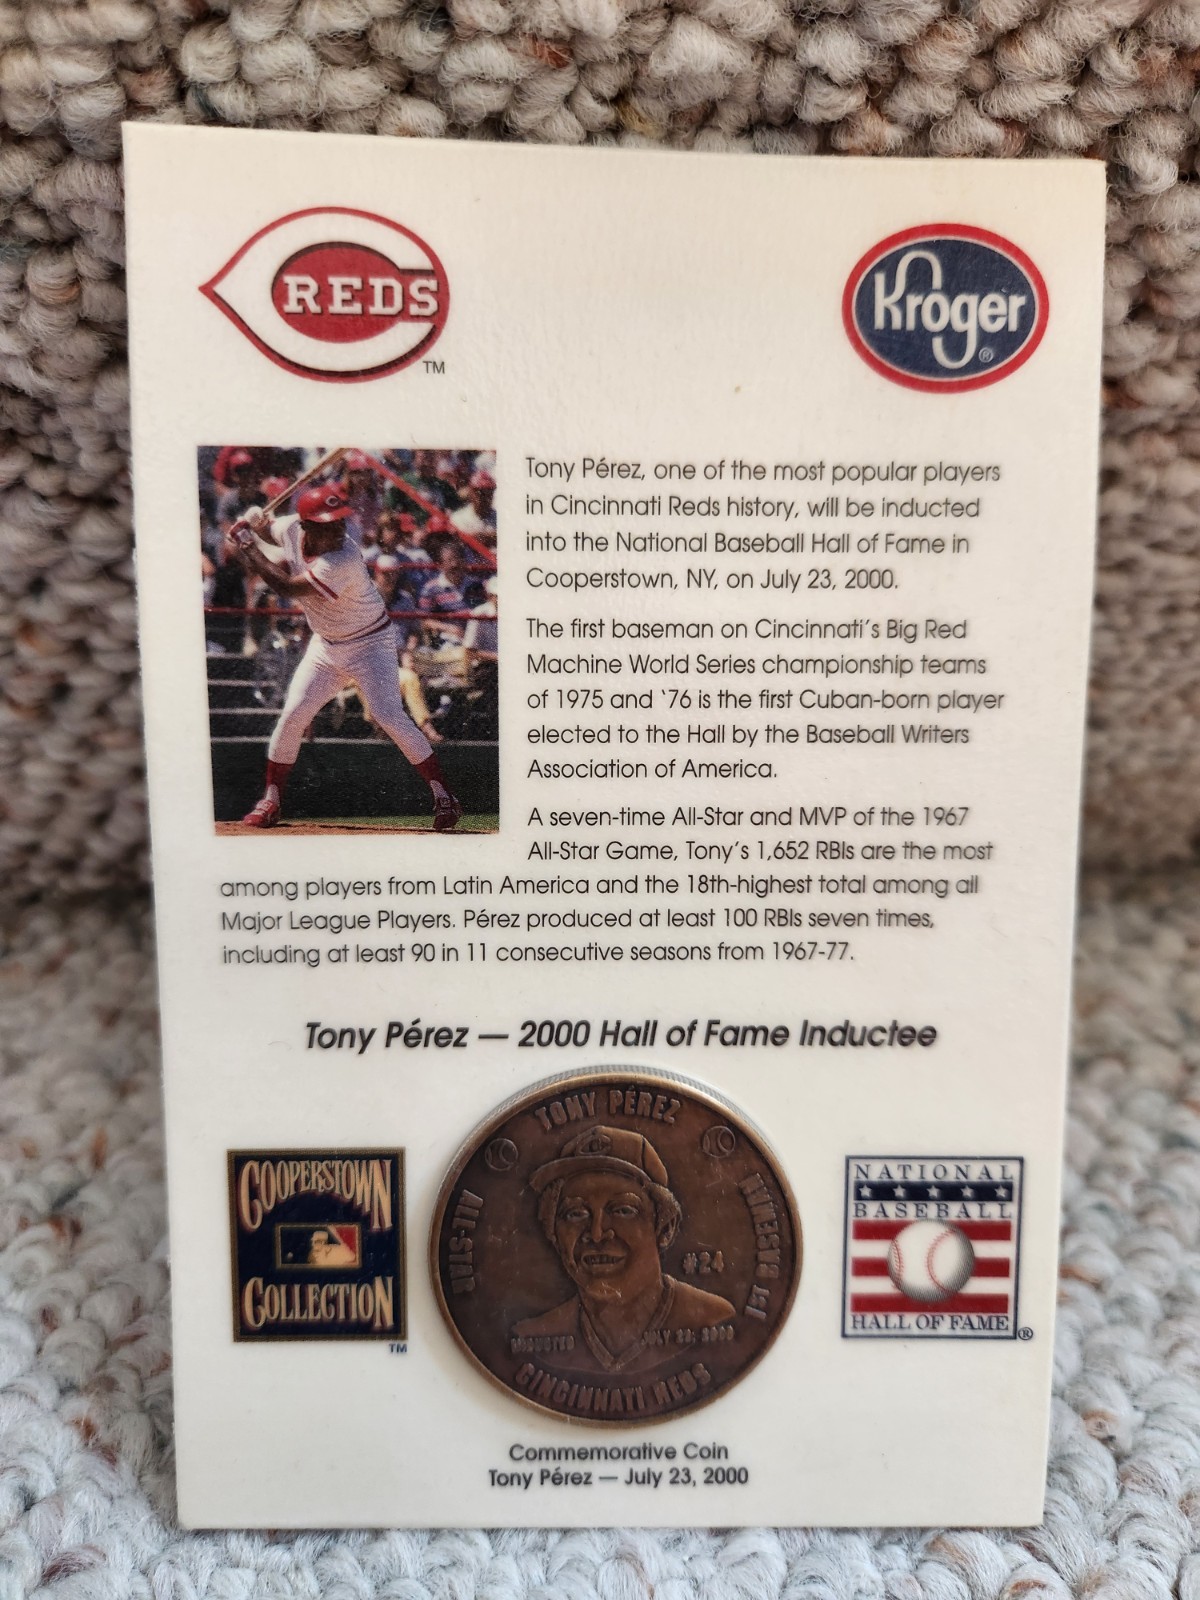 REDS
TM
Kroger
®
Tony Pérez, one of the most popular players
in Cincinnati Reds history, will be inducted
into the National Baseball Hall of Fame in
Cooperstown, NY, on July 23, 2000.
The first baseman on Cincinnati's Big Red
Machine World Series championship teams
of 1975 and '76 is the first Cuban-born player
elected to the Hall by the Baseball Writers
Association of America.
A seven-time All-Star and MVP of the 1967
All-Star Game, Tony's 1,652 RBIs are the most
among players from Latin America and the 18th-highest total among all
Major League Players. Pérez produced at least 100 RBIs seven times,
including at least 90 in 11 consecutive seasons from 1967-77.
Tony Pérez — 2000 Hall of Fame Inductee
COOPERSTOWN
COLLECTION
TM
TONY PÉREZ
ALL-STAR
1ST BASEMAN
#24
INDUCTED JULY 23, 2000
CINCINNATI REDS
NATIONAL
BASEBALL
HALL OF FAME
®
Commemorative Coin
Tony Pérez — July 23, 2000